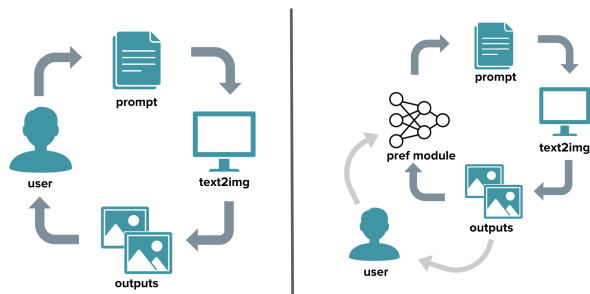 prompt
user
text2img
outputs
prompt
pref module
text2img
outputs
user